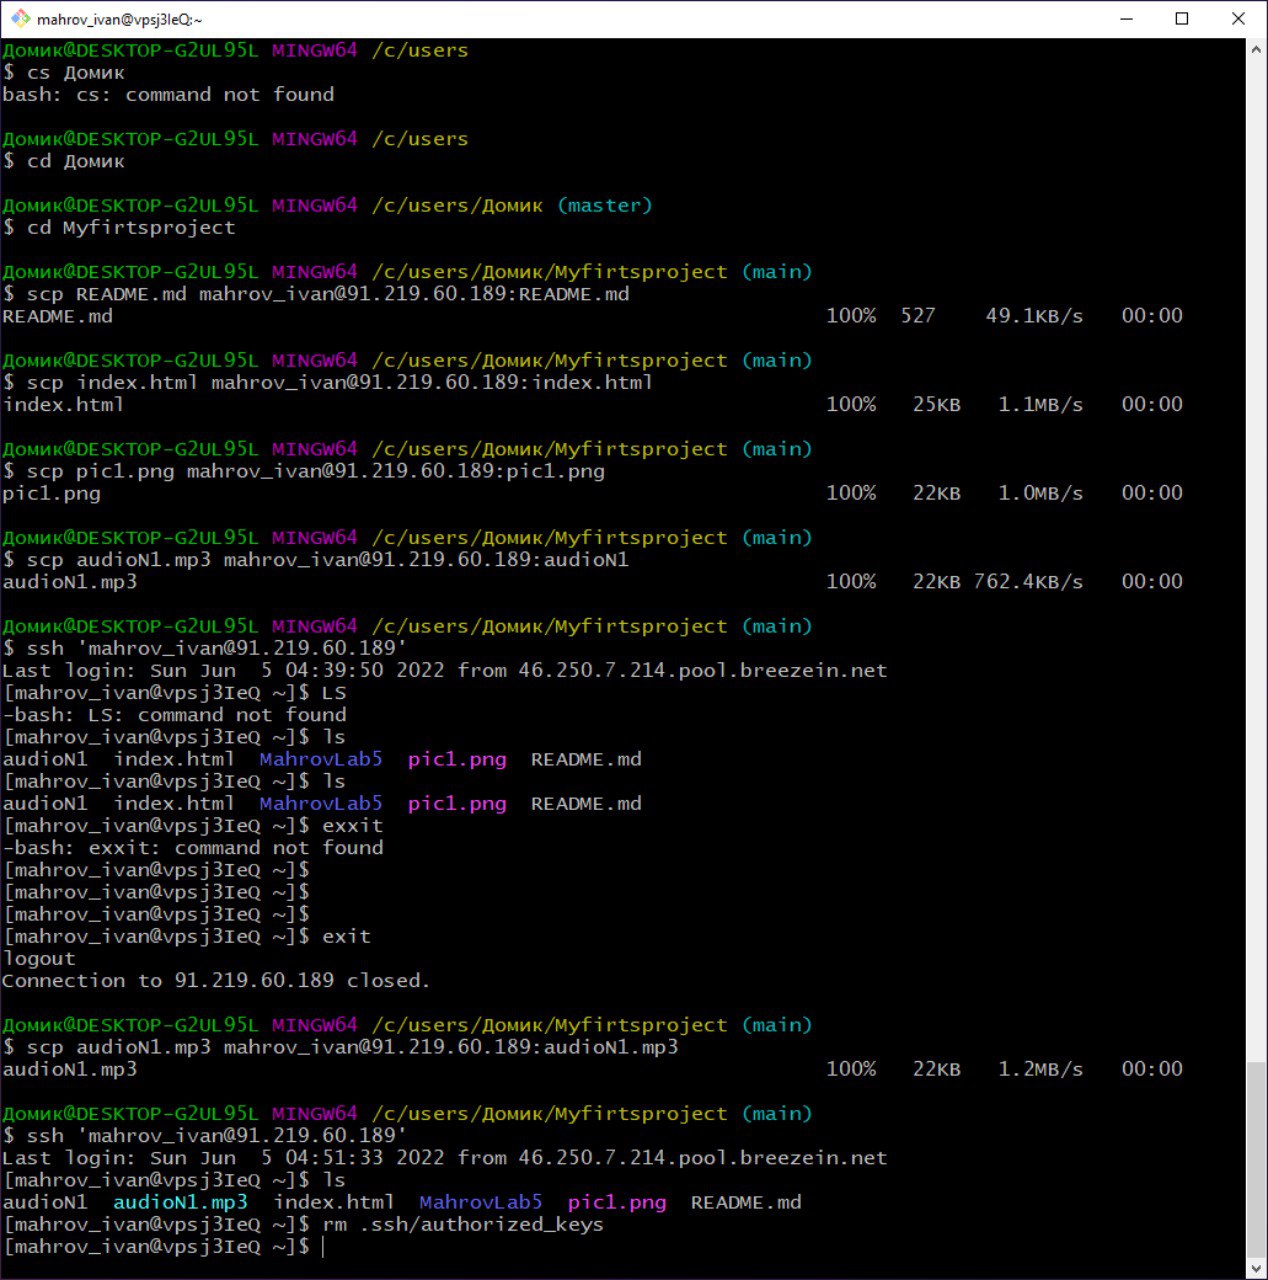 mahrov_ivan@vpsj3IeQ:~
Домик@DESKTOP-G2UL95L MINGW64 /c/users
$ cs Домик
bash: cs: command not found
Домик@DESKTOP-G2UL95L MINGW64 /c/users
$ cd Домик
Домик@DESKTOP-G2UL95L MINGW64 /c/users/Домик (master)
$ cd Myfirtsproject
Домик@DESKTOP-G2UL95L MINGW64 /c/users/Домик/Myfirtsproject (main)
$ scp README.md mahrov_ivan@91.219.60.189:README.md
README.md 100% 527 49.1KB/s 00:00
Домик@DESKTOP-G2UL95L MINGW64 /c/users/Домик/Myfirtsproject (main)
$ scp index.html mahrov_ivan@91.219.60.189:index.html
index.html 100% 25KB 1.1MB/s 00:00
Домик@DESKTOP-G2UL95L MINGW64 /c/users/Домик/Myfirtsproject (main)
$ scp pic1.png mahrov_ivan@91.219.60.189:pic1.png
pic1.png 100% 22KB 1.0MB/s 00:00
Домик@DESKTOP-G2UL95L MINGW64 /c/users/Домик/Myfirtsproject (main)
$ scp audioN1.mp3 mahrov_ivan@91.219.60.189:audioN1
audioN1.mp3 100% 22KB 762.4KB/s 00:00
Домик@DESKTOP-G2UL95L MINGW64 /c/users/Домик/Myfirtsproject (main)
$ ssh 'mahrov_ivan@91.219.60.189'
Last login: Sun Jun  5 04:39:50 2022 from 46.250.7.214.pool.breezein.net
[mahrov_ivan@vpsj3IeQ ~]$ LS
-bash: LS: command not found
[mahrov_ivan@vpsj3IeQ ~]$ ls
audioN1 index.html MahrovLab5 pic1.png README.md
[mahrov_ivan@vpsj3IeQ ~]$ ls
audioN1 index.html MahrovLab5 pic1.png README.md
[mahrov_ivan@vpsj3IeQ ~]$ exxit
-bash: exxit: command not found
[mahrov_ivan@vpsj3IeQ ~]$
[mahrov_ivan@vpsj3IeQ ~]$
[mahrov_ivan@vpsj3IeQ ~]$
[mahrov_ivan@vpsj3IeQ ~]$ exit
logout
Connection to 91.219.60.189 closed.
Домик@DESKTOP-G2UL95L MINGW64 /c/users/Домик/Myfirtsproject (main)
$ scp audioN1.mp3 mahrov_ivan@91.219.60.189:audioN1.mp3
audioN1.mp3 100% 22KB 1.2MB/s 00:00
Домик@DESKTOP-G2UL95L MINGW64 /c/users/Домик/Myfirtsproject (main)
$ ssh 'mahrov_ivan@91.219.60.189'
Last login: Sun Jun  5 04:51:33 2022 from 46.250.7.214.pool.breezein.net
[mahrov_ivan@vpsj3IeQ ~]$ ls
audioN1 audioN1.mp3 index.html MahrovLab5 pic1.png README.md
[mahrov_ivan@vpsj3IeQ ~]$ rm .ssh/authorized_keys
[mahrov_ivan@vpsj3IeQ ~]$